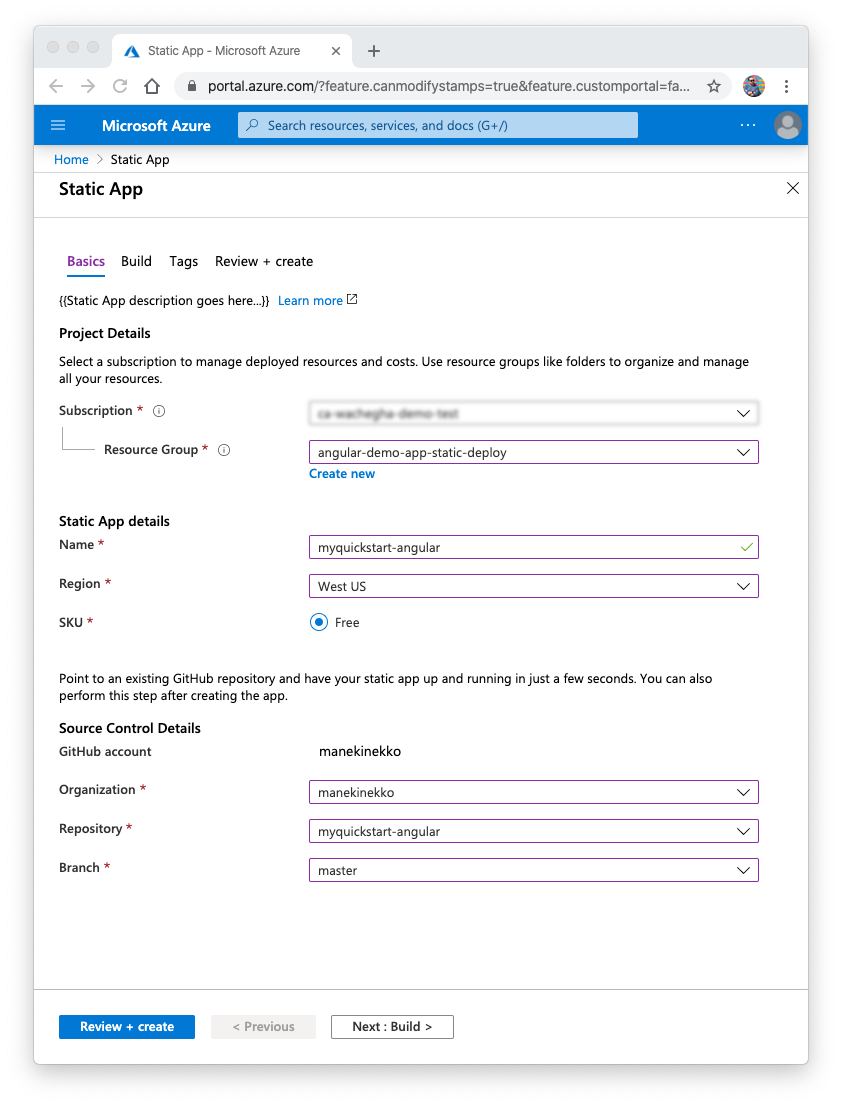 Static App - Microsoft Azure
portal.azure.com/?feature.canmodifystamps=true&feature.customportal=fa...
Microsoft Azure
Search resources, services, and docs (G+/)
Home > Static App
Static App
Basics Build Tags Review + create
{{Static App description goes here...}} Learn more
Project Details
Select a subscription to manage deployed resources and costs. Use resource groups like folders to organize and manage
all your resources.
Subscription *
Resource Group * angular-demo-app-static-deploy
Create new
Static App details
Name * myquickstart-angular
Region * West US
SKU * Free
Point to an existing GitHub repository and have your static app up and running in just a few seconds. You can also
perform this step after creating the app.
Source Control Details
GitHub account manekinekko
Organization * manekinekko
Repository * myquickstart-angular
Branch * master
Review + create < Previous Next : Build >